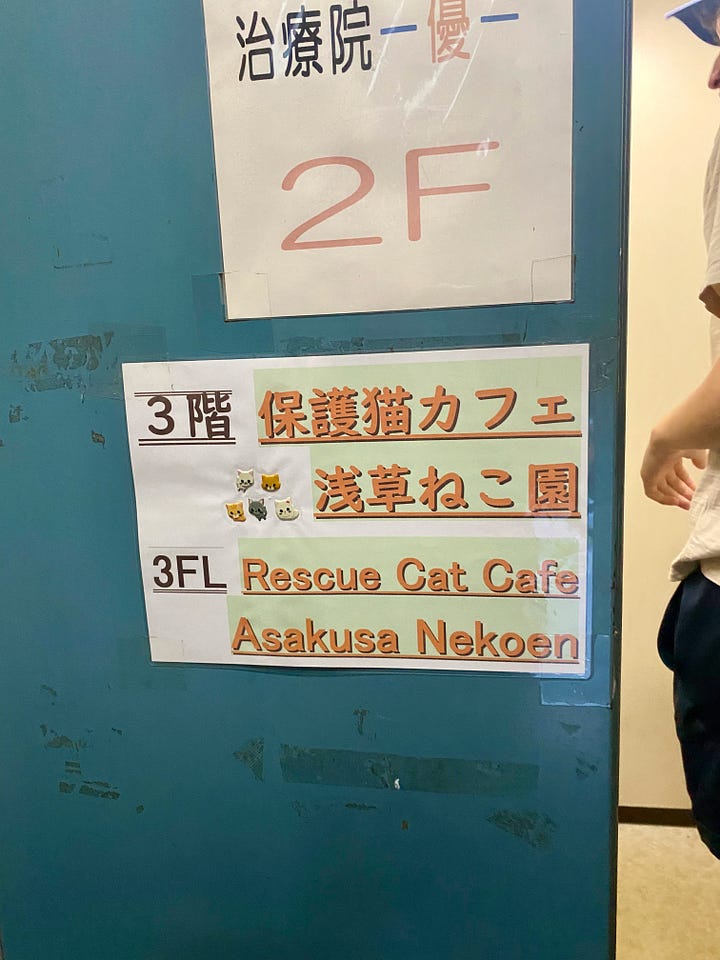 治療院ー優ー
2F
3階 保護猫カフェ
浅草ねこ園
3FL Rescue Cat Cafe
Asakusa Nekoen